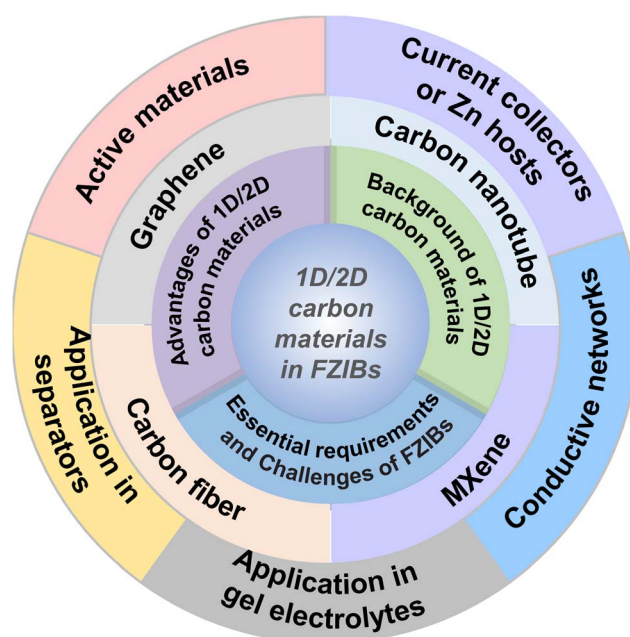 Active materials
Current collectors
or Zn hosts
Graphene
Carbon nanotube
Advantages of 1D/2D
carbon materials
Background of 1D/2D
carbon materials
1D/2D
carbon
materials
in FZIBs
Essential requirements
and Challenges of FZIBs
Carbon fiber
MXene
Application in
separators
Conductive networks
Application in
gel electrolytes